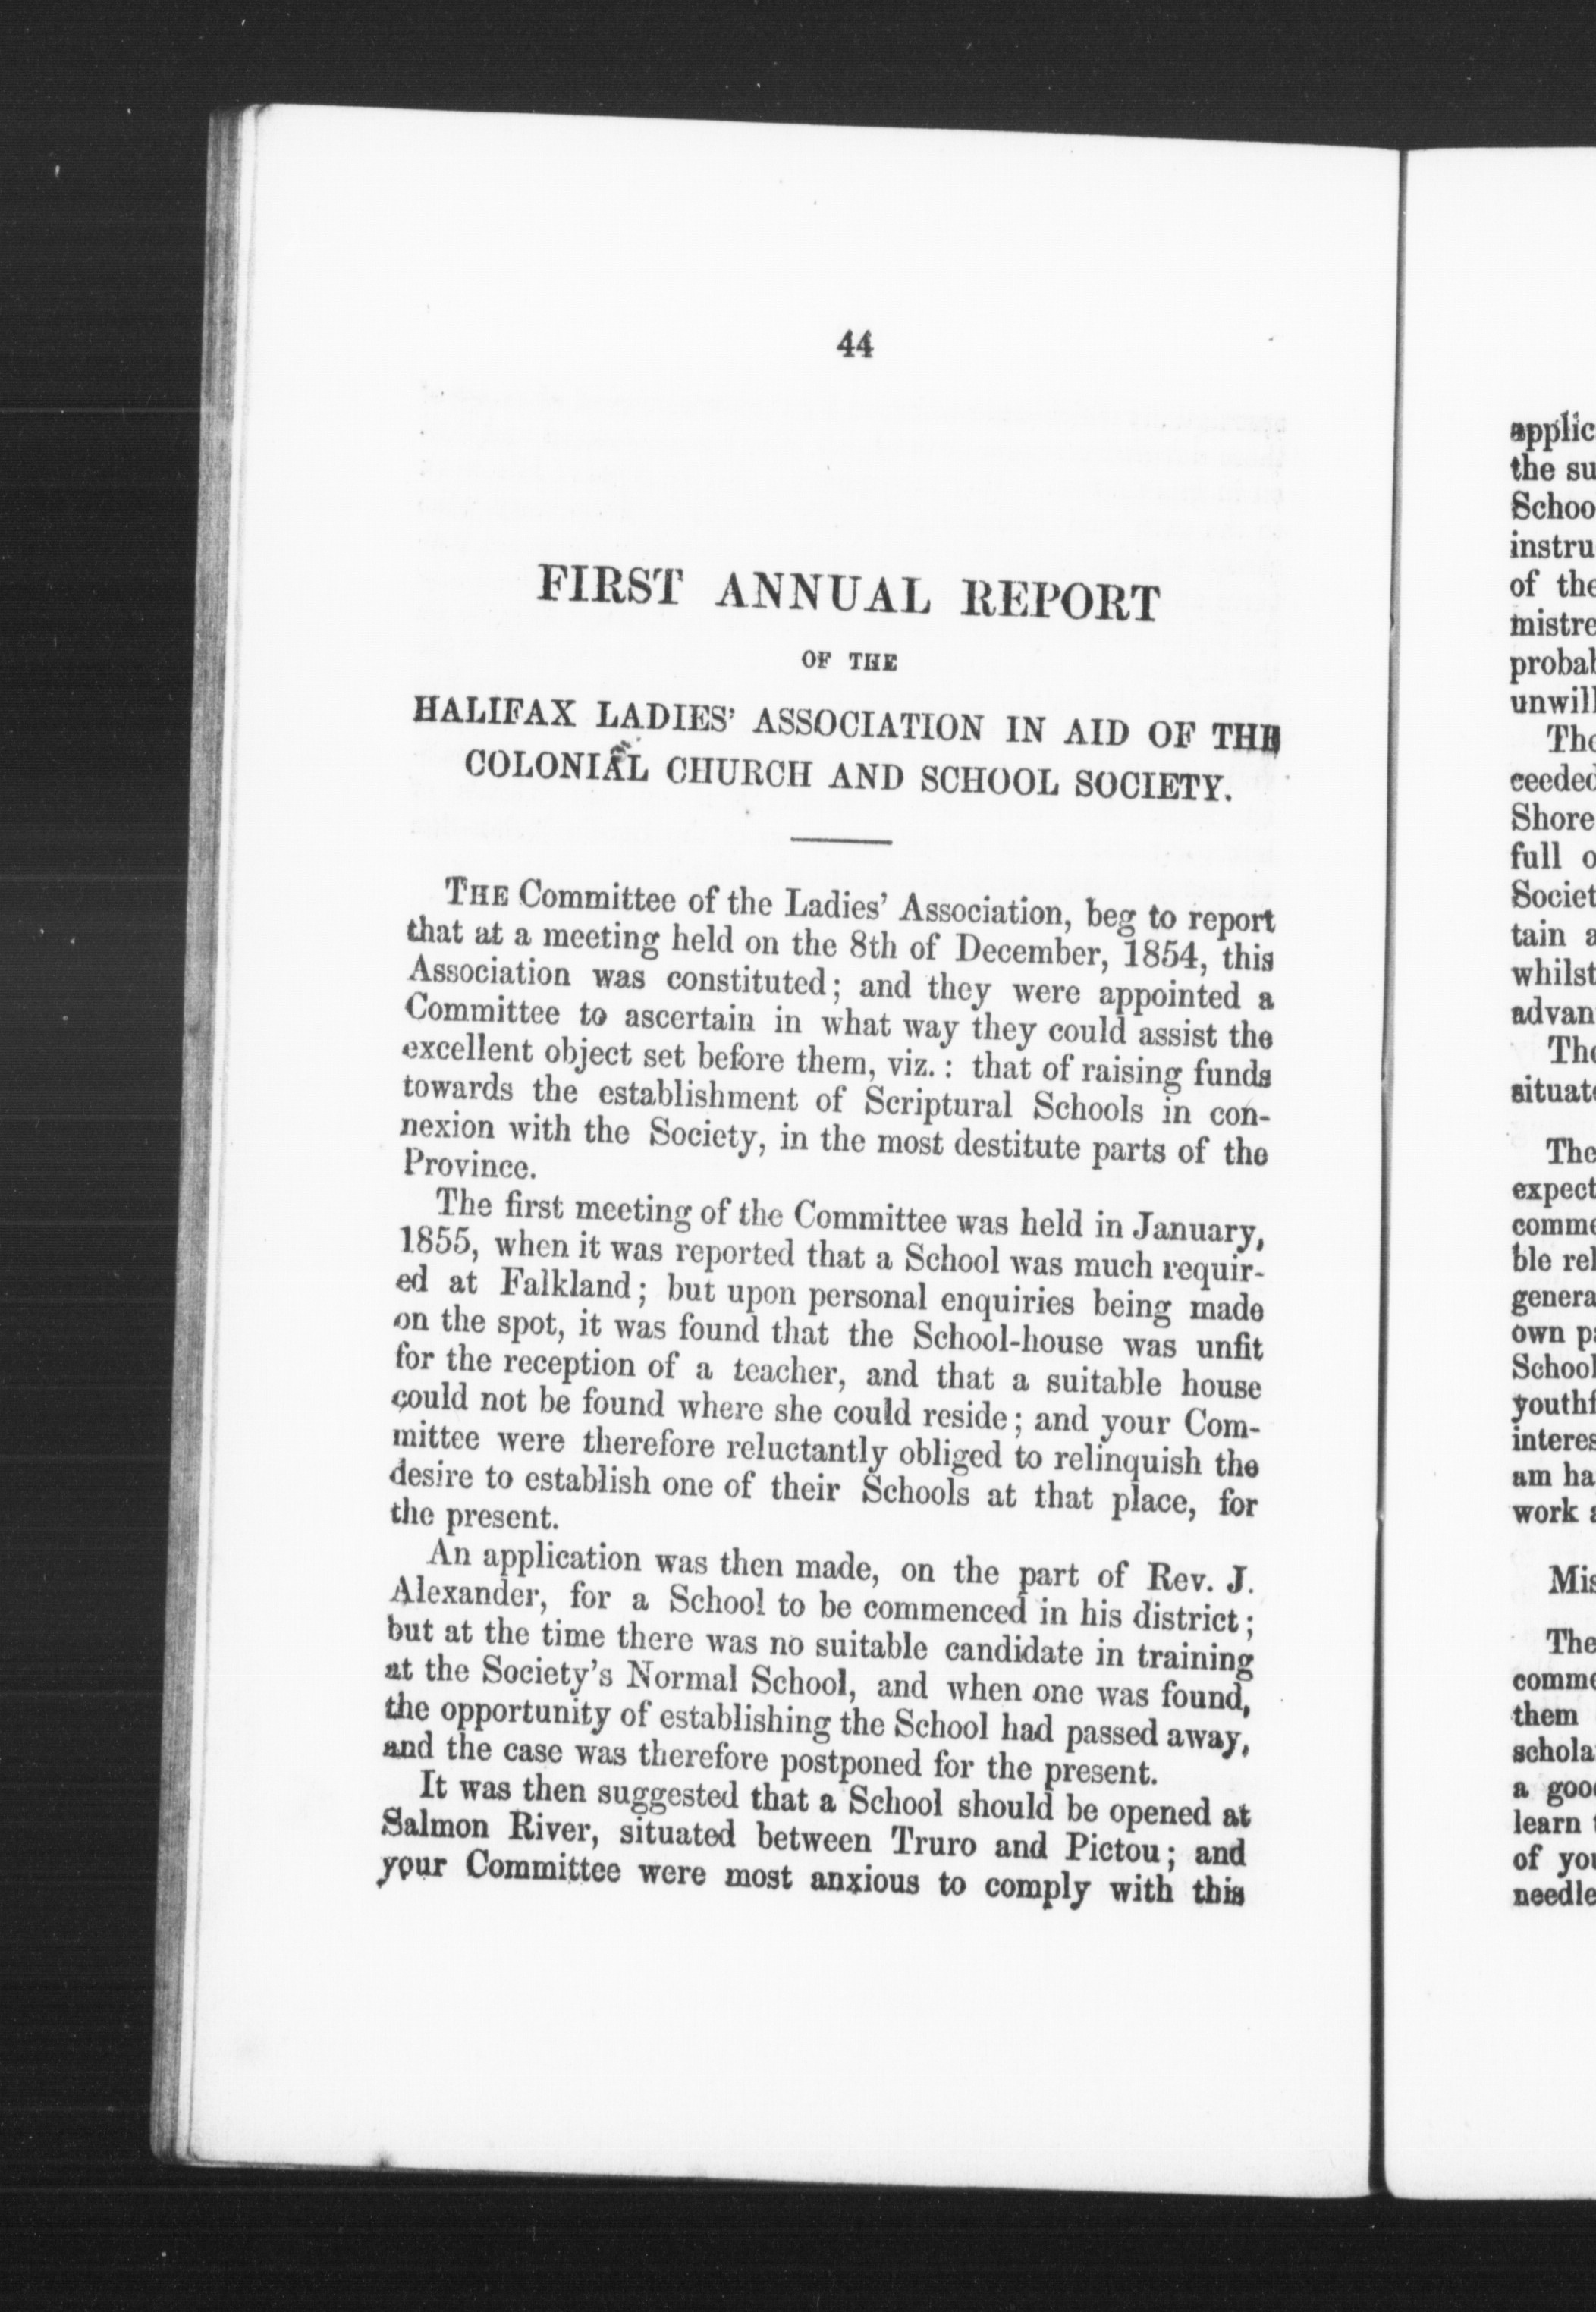 44
FIRST ANNUAL REPORT
OF THE
HALIFAX LADIES' ASSOCIATION IN AID OF THE
COLONIAL CHURCH AND SCHOOL SOCIETY.
THE Committee of the Ladies' Association, beg to report
that at a meeting held on the 8th of December, 1854, this
Association was constituted; and they were appointed a
Committee to ascertain in what way they could assist the
excellent object set before them, viz.: that of raising funds
towards the establishment of Scriptural Schools in con-
nexion with the Society, in the most destitute parts of the
Province.
The first meeting of the Committee was held in January,
1855, when it was reported that a School was much requir-
ed at Falkland; but upon personal enquiries being made
on the spot, it was found that the School-house was unfit
for the reception of a teacher, and that a suitable house
could not be found where she could reside; and your Com-
mittee were therefore reluctantly obliged to relinquish the
desire to establish one of their Schools at that place, for
the present.
An application was then made, on the part of Rev. J.
Alexander, for a School to be commenced in his district;
but at the time there was no suitable candidate in training
at the Society's Normal School, and when one was found,
the opportunity of establishing the School had passed away,
and the case was therefore postponed for the present.
It was then suggested that a School should be opened at
Salmon River, situated between Truro and Pictou; and
your Committee were most anxious to comply with this
applic
the su
Schoo
instru
of the
mistre
probab
unwill
The
ceeded
Shore
full o
Societ
tain a
whilst
advan
The
situate
The
expect
comme
ble rel
genera
own pa
School
youthf
interes
am ha
work a
Mis
The
comme
them
schola
a good
learn t
of you
needle